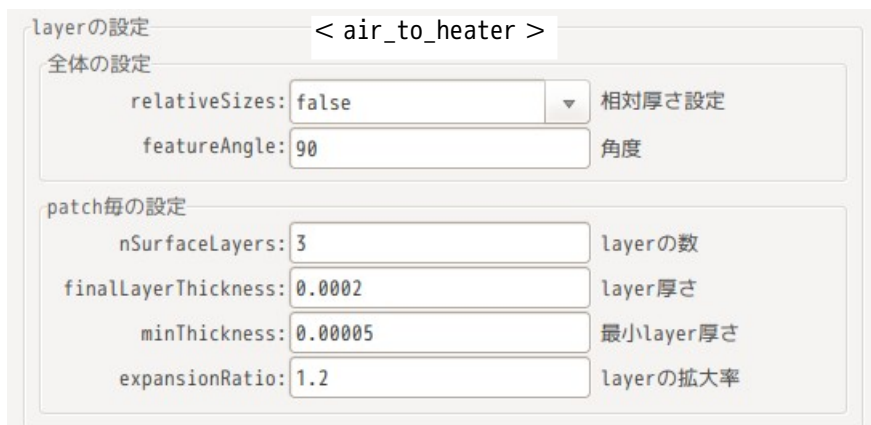 layerの設定
< air_to_heater >
全体の設定
relativeSizes: false 相対厚さ設定
featureAngle: 90 角度
patch毎の設定
nSurfaceLayers: 3 layerの数
finalLayerThickness: 0.0002 layer厚さ
minThickness: 0.00005 最小layer厚さ
expansionRatio: 1.2 layerの拡大率